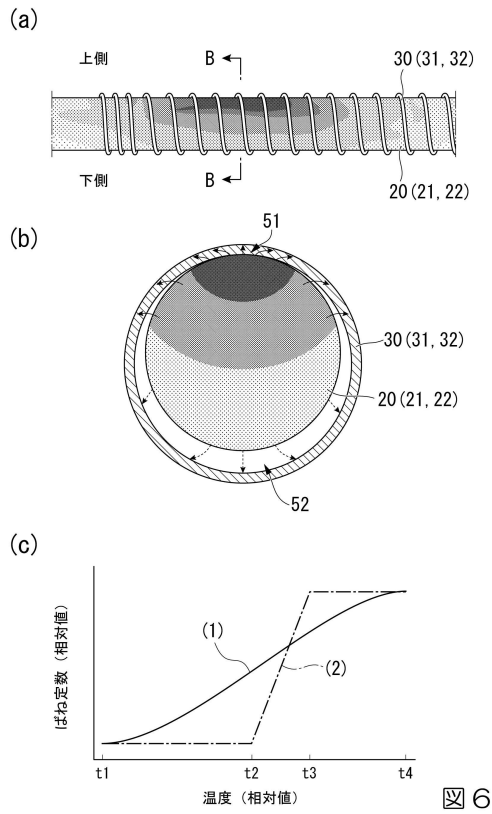 (a)
上側
B
30(31, 32)
下側
B
20(21, 22)
(b)
51
30(31, 32)
20(21, 22)
52
(c)
ばね定数(相対値)
(1)
(2)
t1
t2
t3
t4
温度(相対値)
図6